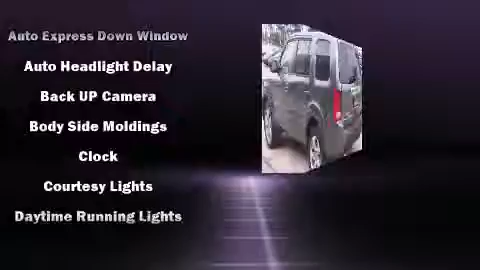 Auto Express Down Window
Auto Headlight Delay
Back UP Camera
Body Side Moldings
Clock
Courtesy Lights
Daytime Running Lights